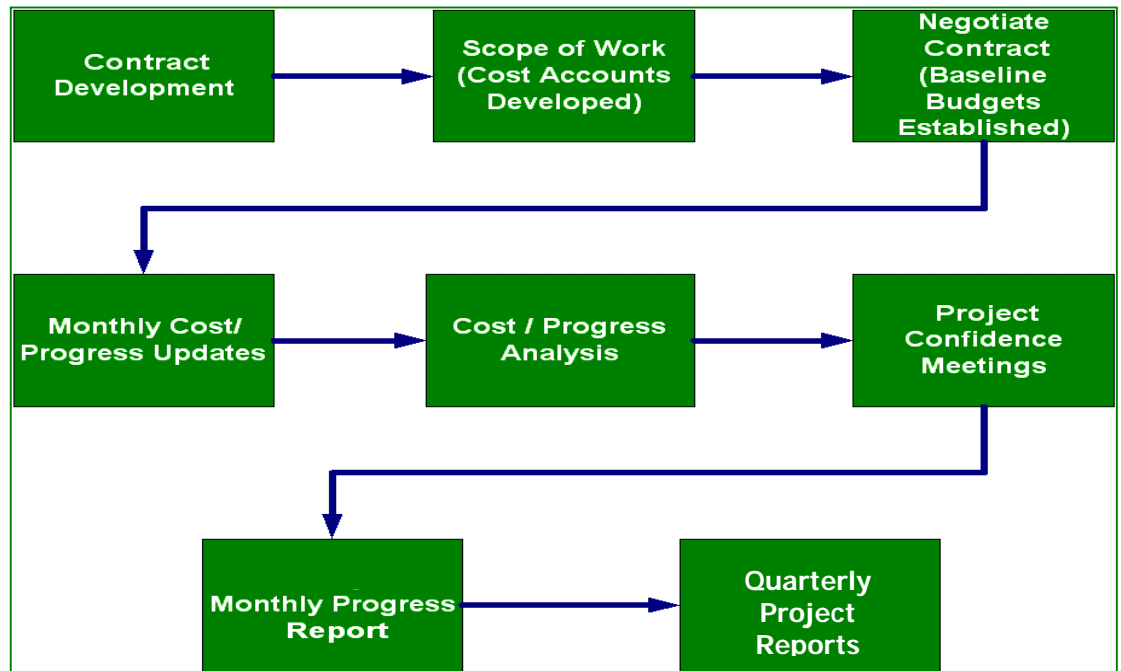 Contract
Development
Scope of Work
(Cost Accounts
Developed)
Negotiate
Contract
(Baseline
Budgets
Established)
Monthly Cost/
Progress Updates
Cost / Progress
Analysis
Project
Confidence
Meetings
Monthly Progress
Report
Quarterly
Project
Reports